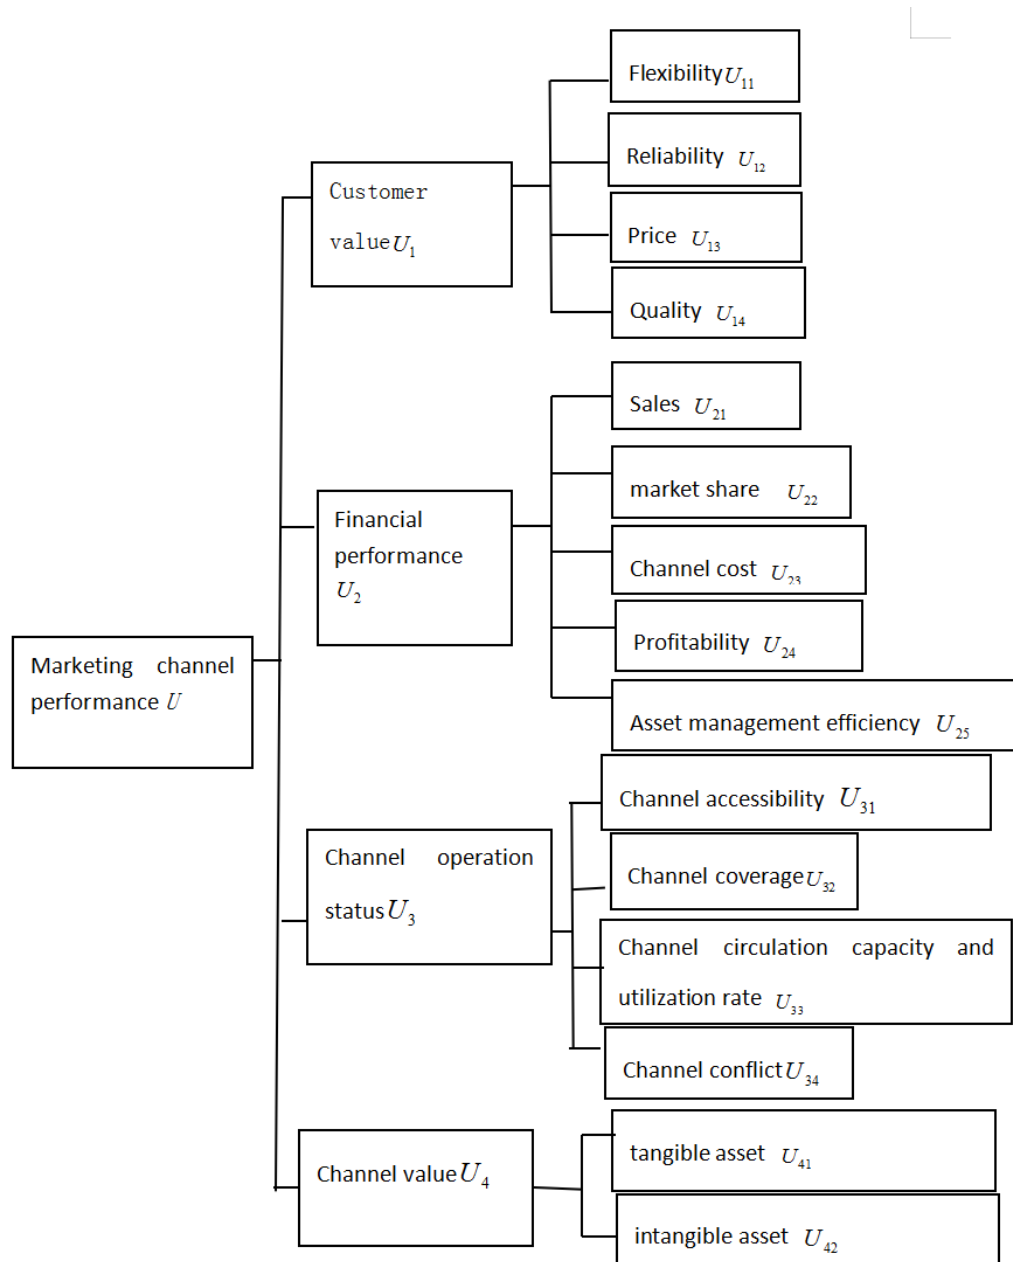 Marketing channel
performance U
Customer
value U₁
Flexibility U₁₁
Reliability U₁₂
Price U₁₃
Quality U₁₄
Financial
performance
U₂
Sales U₂₁
market share U₂₂
Channel cost U₂₃
Profitability U₂₄
Asset management efficiency U₂₅
Channel operation
status U₃
Channel accessibility U₃₁
Channel coverage U₃₂
Channel circulation capacity and
utilization rate U₃₃
Channel conflict U₃₄
Channel value U₄
tangible asset U₄₁
intangible asset U₄₂